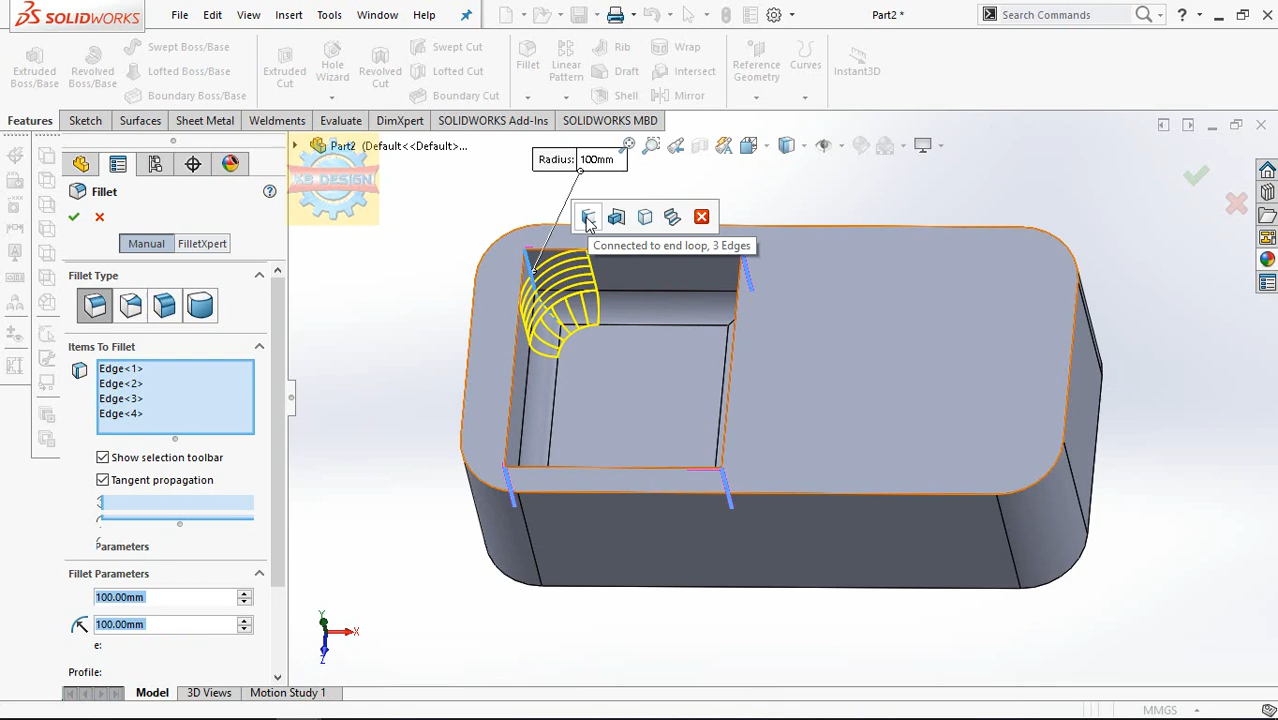 SOLIDWORKS File Edit View Insert Tools Window Help Part2 * Search Commands
Extruded Boss/Base
Revolved Boss/Base
Swept Boss/Base
Lofted Boss/Base
Boundary Boss/Base
Extruded Cut
Hole Wizard
Revolved Cut
Swept Cut
Lofted Cut
Boundary Cut
Fillet
Linear Pattern
Rib
Draft
Shell
Wrap
Intersect
Mirror
Reference Geometry
Curves
Instant3D
Features Sketch Surfaces Sheet Metal Weldments Evaluate DimXpert SOLIDWORKS Add-Ins SOLIDWORKS MBD
Part2 (Default<<Default>...
KB DESIGN
Radius: 100mm
Connected to end loop, 3 Edges
Fillet
Manual FilletXpert
Fillet Type
Items To Fillet
Edge<1>
Edge<2>
Edge<3>
Edge<4>
Show selection toolbar
Tangent propagation
Parameters
Fillet Parameters
100.00mm
100.00mm
e:
Profile:
Y
X
Z
Model 3D Views Motion Study 1
MMGS